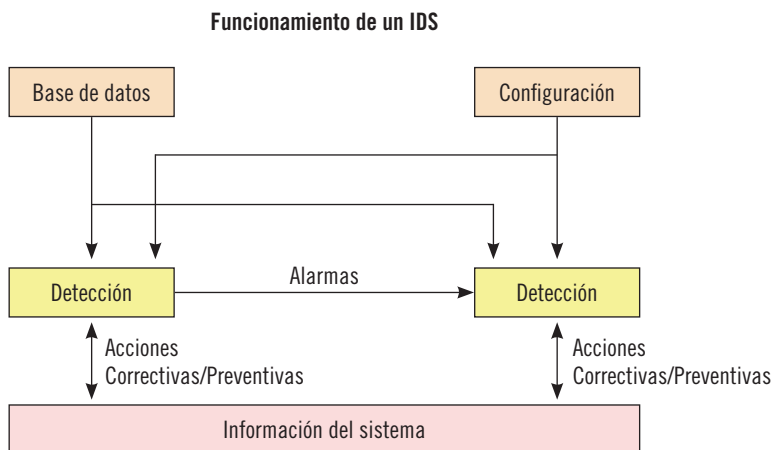 Funcionamiento de un IDS
Base de datos
Configuración
Detección
Alarmas
Detección
Acciones
Correctivas/Preventivas
Acciones
Correctivas/Preventivas
Información del sistema